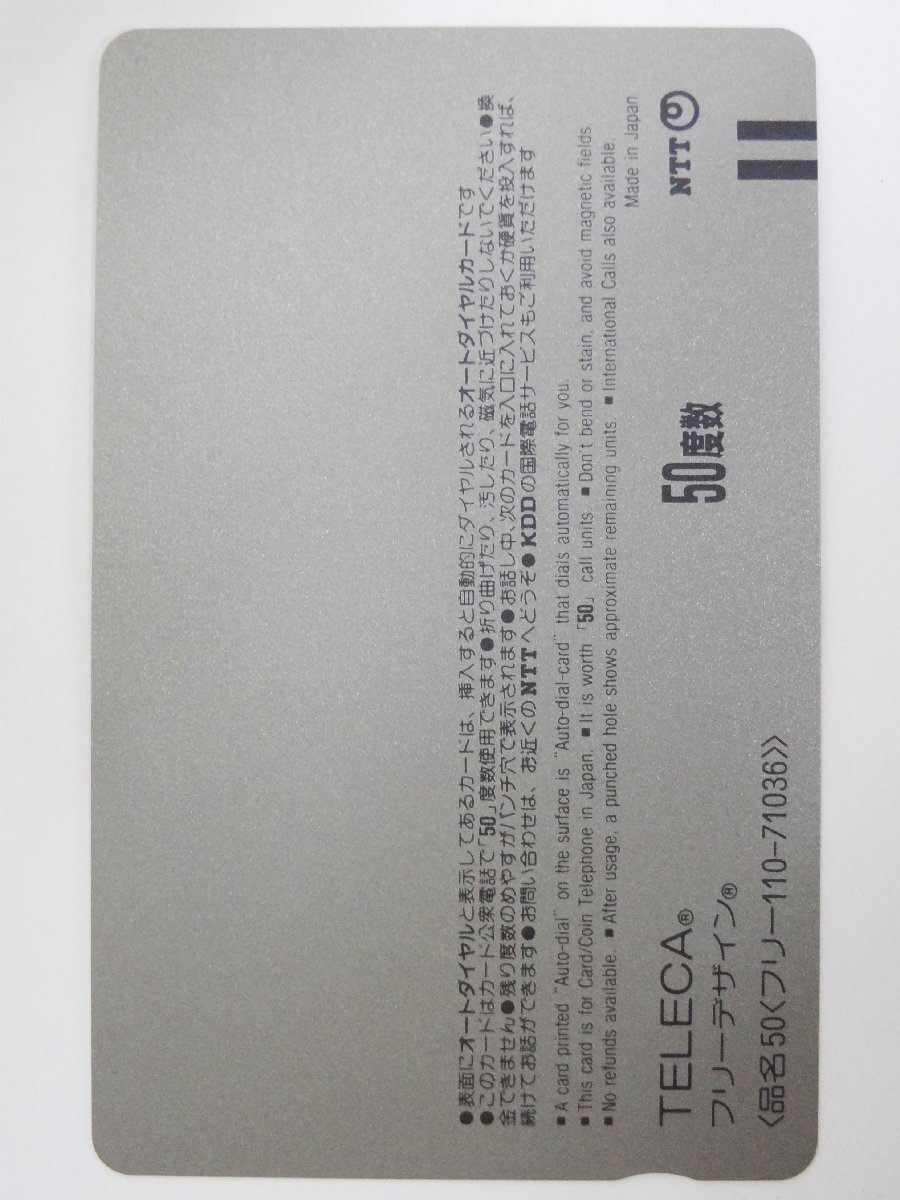 ●表面にオートダイヤルと表示してあるカードは、挿入すると自動的にダイヤルされるオートダイヤルカードです
●このカードはカード公衆電話で「50」度数使用できます●折り曲げたり、汚したり、磁気に近づけたりしないでください●換
金できません●残り度数のめやすがパンチ穴で表示されます●お話し中、次のカードを入口に入れておくか硬貨を投入すれば、
続けてお話ができます●お問い合わせは、お近くのNTTへどうぞ●KDDの国際電話サービスもご利用いただけます
■A card printed "Auto-dial" on the surface is "Auto-dial-card" that dials automatically for you.
■This card is for Card/Coin Telephone in Japan. ■It is worth「50」call units. ■Don't bend or stain, and avoid magnetic fields.
■No refunds available. ■After usage, a punched hole shows approximate remaining units. ■International Calls also available.
Made in Japan
TELECA®
50度数
NTT
フリーデザイン®
〈品名50〈フリー110-71036〉〉